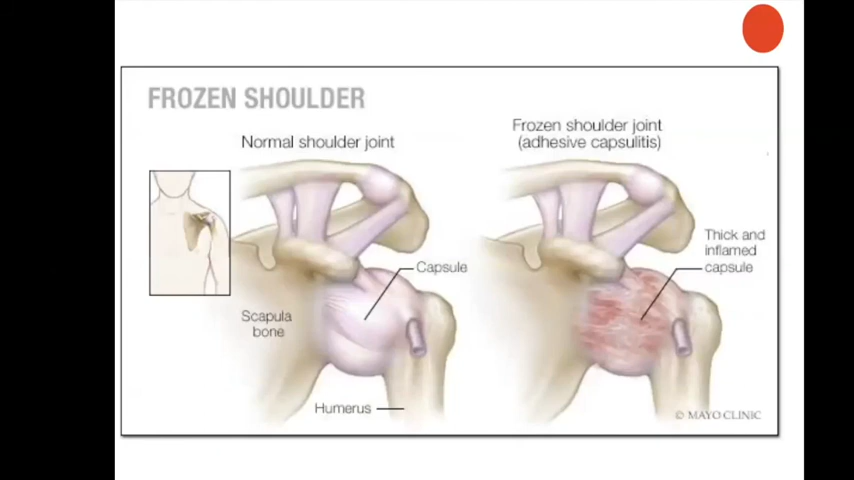 FROZEN SHOULDER
Normal shoulder joint
Frozen shoulder joint
(adhesive capsulitis)
Capsule
Scapula
bone
Humerus
Thick and
inflamed
capsule
© MAYO CLINIC